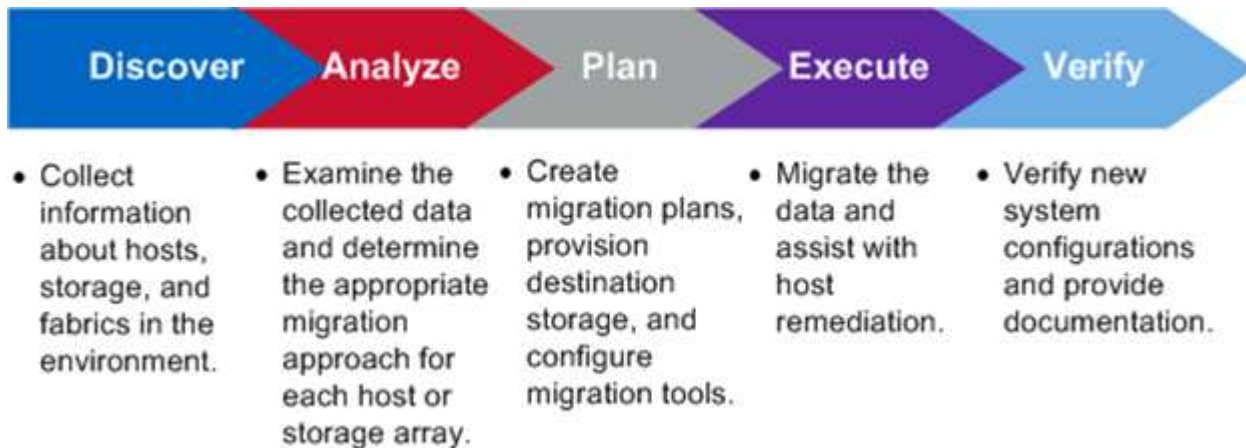 Discover
Analyze
Plan
Execute
Verify
• Collect
information
about hosts,
storage, and
fabrics in the
environment.
• Examine the
collected data
and determine
the appropriate
migration
approach for
each host or
storage array.
• Create
migration plans,
provision
destination
storage, and
configure
migration tools.
• Migrate the
data and
assist with
host
remediation.
• Verify new
system
configurations
and provide
documentation.